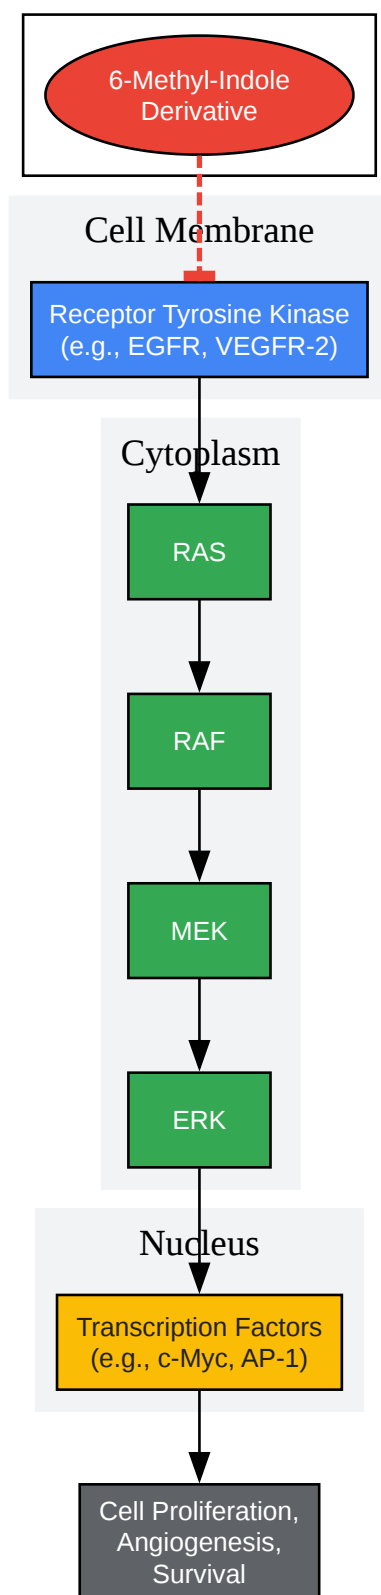 6-Methyl-Indole
Derivative
Cell Membrane
Receptor Tyrosine Kinase
(e.g., EGFR, VEGFR-2)
Cytoplasm
RAS
RAF
MEK
ERK
Nucleus
Transcription Factors
(e.g., c-Myc, AP-1)
Cell Proliferation,
Angiogenesis,
Survival